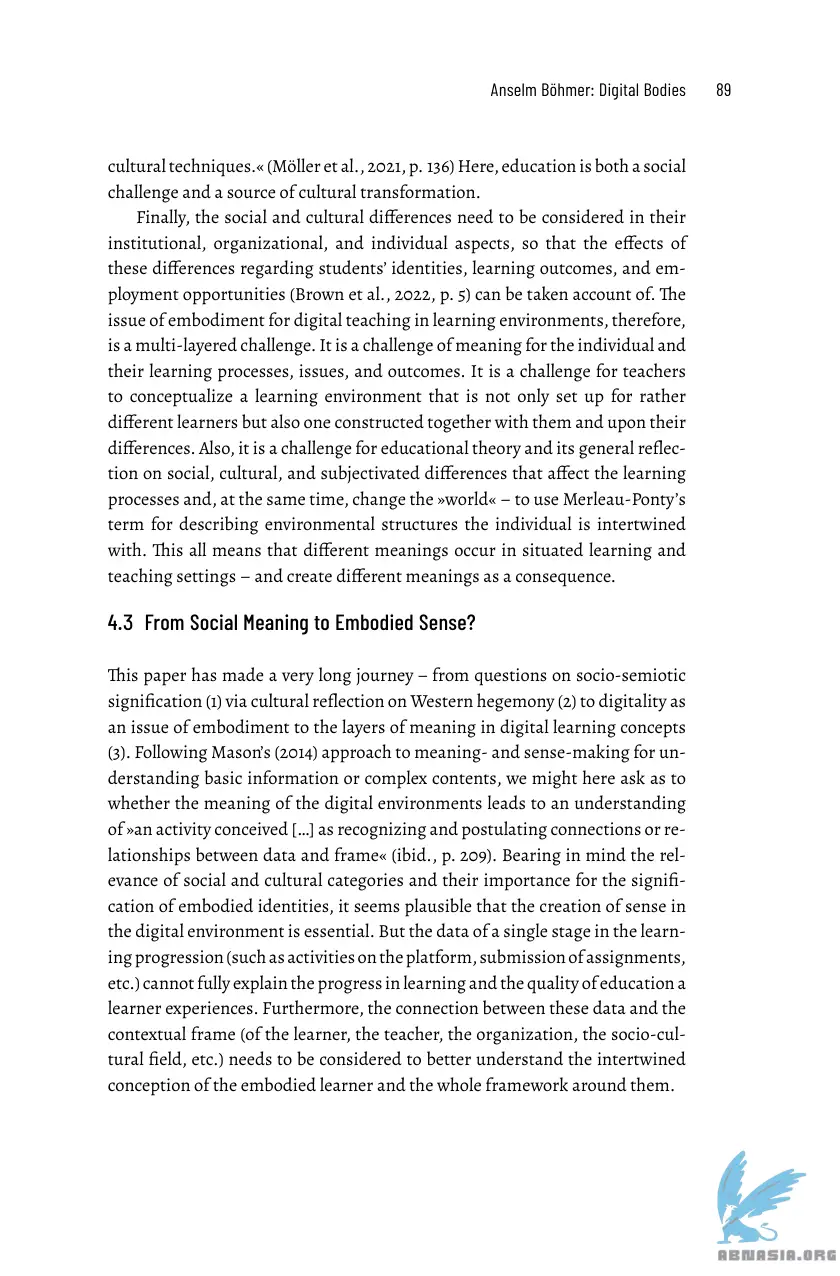 Anselm Böhmer: Digital Bodies 89
cultural techniques.« (Möller et al., 2021, p. 136) Here, education is both a social
challenge and a source of cultural transformation.
Finally, the social and cultural differences need to be considered in their
institutional, organizational, and individual aspects, so that the effects of
these differences regarding students’ identities, learning outcomes, and em-
ployment opportunities (Brown et al., 2022, p. 5) can be taken account of. The
issue of embodiment for digital teaching in learning environments, therefore,
is a multi-layered challenge. It is a challenge of meaning for the individual and
their learning processes, issues, and outcomes. It is a challenge for teachers
to conceptualize a learning environment that is not only set up for rather
different learners but also one constructed together with them and upon their
differences. Also, it is a challenge for educational theory and its general reflec-
tion on social, cultural, and subjectivated differences that affect the learning
processes and, at the same time, change the »world« – to use Merleau-Ponty’s
term for describing environmental structures the individual is intertwined
with. This all means that different meanings occur in situated learning and
teaching settings – and create different meanings as a consequence.
4.3 From Social Meaning to Embodied Sense?
This paper has made a very long journey – from questions on socio-semiotic
signification (1) via cultural reflection on Western hegemony (2) to digitality as
an issue of embodiment to the layers of meaning in digital learning concepts
(3). Following Mason’s (2014) approach to meaning- and sense-making for un-
derstanding basic information or complex contents, we might here ask as to
whether the meaning of the digital environments leads to an understanding
of »an activity conceived […] as recognizing and postulating connections or re-
lationships between data and frame« (ibid., p. 209). Bearing in mind the rel-
evance of social and cultural categories and their importance for the signifi-
cation of embodied identities, it seems plausible that the creation of sense in
the digital environment is essential. But the data of a single stage in the learn-
ing progression (such as activities on the platform, submission of assignments,
etc.) cannot fully explain the progress in learning and the quality of education a
learner experiences. Furthermore, the connection between these data and the
contextual frame (of the learner, the teacher, the organization, the socio-cul-
tural field, etc.) needs to be considered to better understand the intertwined
conception of the embodied learner and the whole framework around them.
ABNASIA.ORG